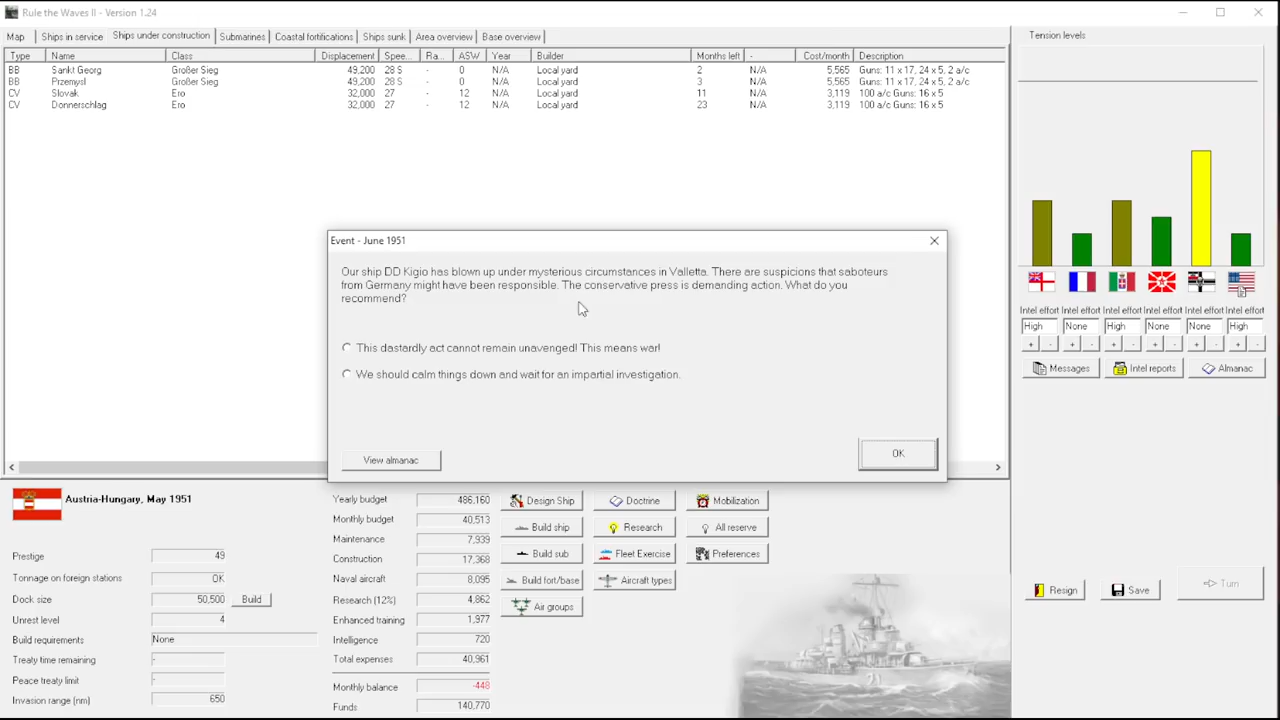 Rule the Waves II - Version 1.24
Map Ships in service Ships under construction Submarines Coastal fortifications Ships sunk Area overview Base overview
Type Name Class Displacement Spee... Ra... ASW Year - Builder Months left - Cost/month Description
BB Sankt Georg Großer Sieg 49,200 28 S - 0 N/A Local yard 2 N/A 5,565 Guns: 11 x 17, 24 x 5, 2 a/c
BB Przemysl Großer Sieg 49,200 28 S - 0 N/A Local yard 3 N/A 5,565 Guns: 11 x 17, 24 x 5, 2 a/c
CV Slovak Ero 32,000 27 - 12 N/A Local yard 11 N/A 3,119 100 a/c Guns: 16 x 5
CV Donnerschlag Ero 32,000 27 - 12 N/A Local yard 23 N/A 3,119 100 a/c Guns: 16 x 5
Tension levels
Event - June 1951
Our ship DD Kigio has blown up under mysterious circumstances in Valletta. There are suspicions that saboteurs
from Germany might have been responsible. The conservative press is demanding action. What do you
recommend?
This dastardly act cannot remain unavenged! This means war!
We should calm things down and wait for an impartial investigation.
View almanac
OK
Intel effort Intel effort Intel effort Intel effort Intel effort Intel effort
High None High None None High
+ - + - + - + - + - + -
Messages Intel reports Almanac
Austria-Hungary, May 1951
Prestige 49
Tonnage on foreign stations OK
Dock size 50,500 Build
Unrest level 4
Build requirements None
Treaty time remaining -
Peace treaty limit -
Invasion range (nm) 650
Yearly budget 486,160
Monthly budget 40,513
Maintenance 7,939
Construction 17,368
Naval aircraft 8,095
Research (12%) 4,862
Enhanced training 1,977
Intelligence 720
Total expenses 40,961
Monthly balance -448
Funds 140,770
Design Ship Doctrine Mobilization
Build ship Research All reserve
Build sub Fleet Exercise Preferences
Build fort/base Aircraft types
Air groups
Resign Save Turn